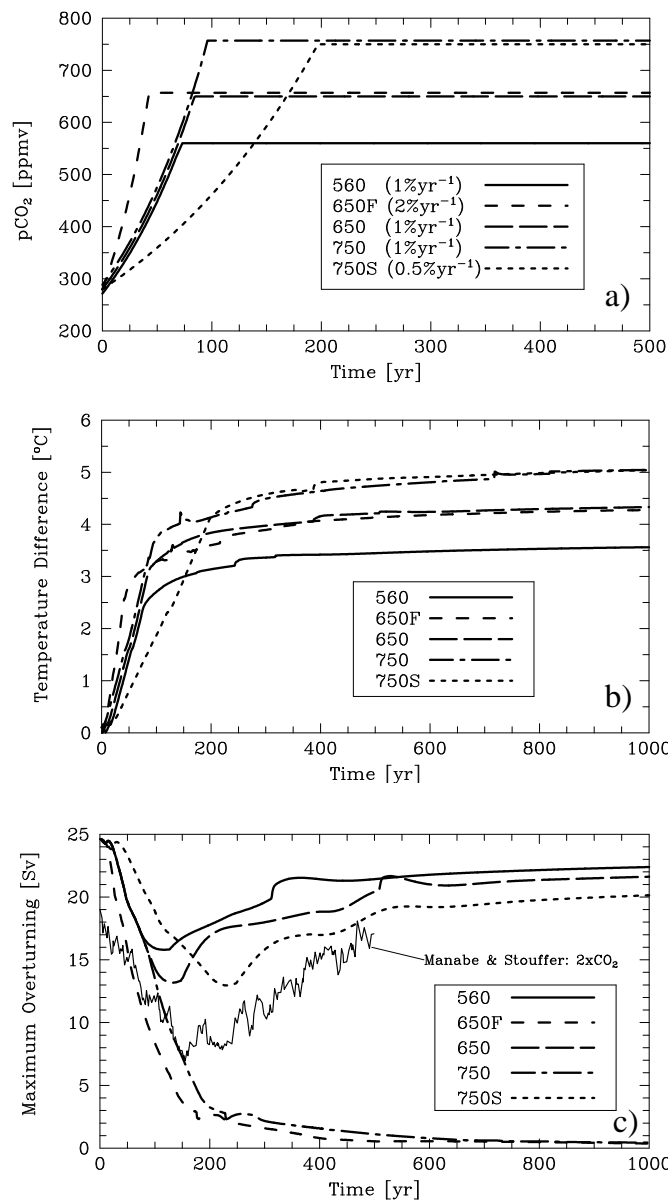 800
700
600
500
400
300
200
pCO₂ [ppmv]
560 (1%yr⁻¹)
650F (2%yr⁻¹)
650 (1%yr⁻¹)
750 (1%yr⁻¹)
750S (0.5%yr⁻¹)
a)
0 100 200 300 400 500
Time [yr]
6
5
4
3
2
1
0
Temperature Difference [°C]
560
650F
650
750
750S
b)
0 200 400 600 800 1000
Time [yr]
25
20
15
10
5
0
Maximum Overturning [Sv]
Manabe & Stouffer: 2xCO₂
560
650F
650
750
750S
c)
0 200 400 600 800 1000
Time [yr]